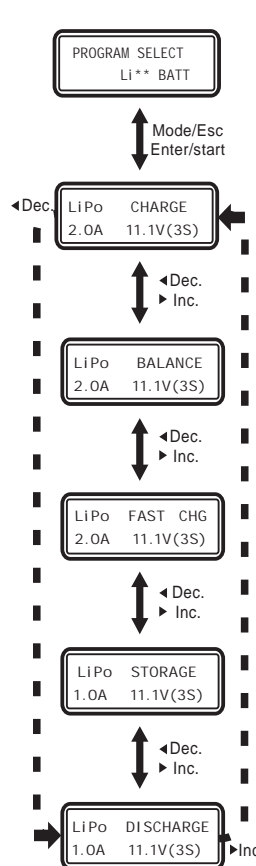 PROGRAM SELECT
Li** BATT
Mode/Esc
Enter/start
◄Dec.
LiPo CHARGE
2.0A 11.1V(3S)
◄Dec.
► Inc.
LiPo BALANCE
2.0A 11.1V(3S)
◄Dec.
► Inc.
LiPo FAST CHG
2.0A 11.1V(3S)
◄ Dec.
► Inc.
LiPo STORAGE
1.0A 11.1V(3S)
◄Dec.
► Inc.
LiPo DISCHARGE
1.0A 11.1V(3S)
►Inc